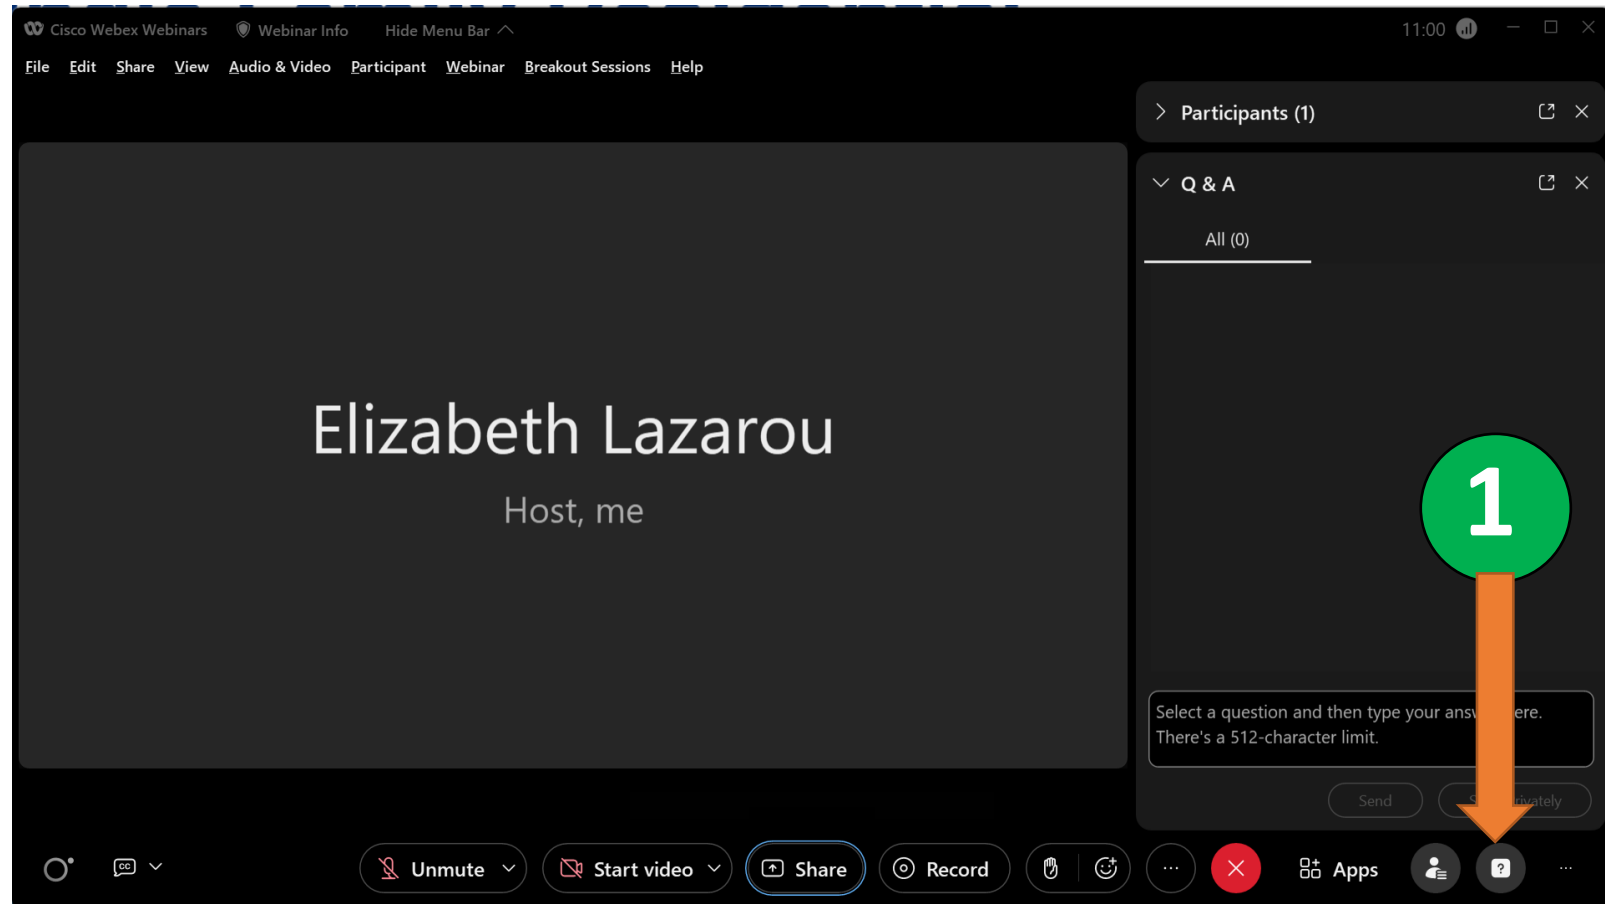 Cisco Webex Webinars Webinar Info Hide Menu Bar 11:00
File Edit Share View Audio & Video Participant Webinar Breakout Sessions Help
Participants (1)
Q & A
All (0)
Elizabeth Lazarou
Host, me
1
Select a question and then type your answ ere.
There's a 512-character limit.
Send
CC Unmute Start video Share Record Apps